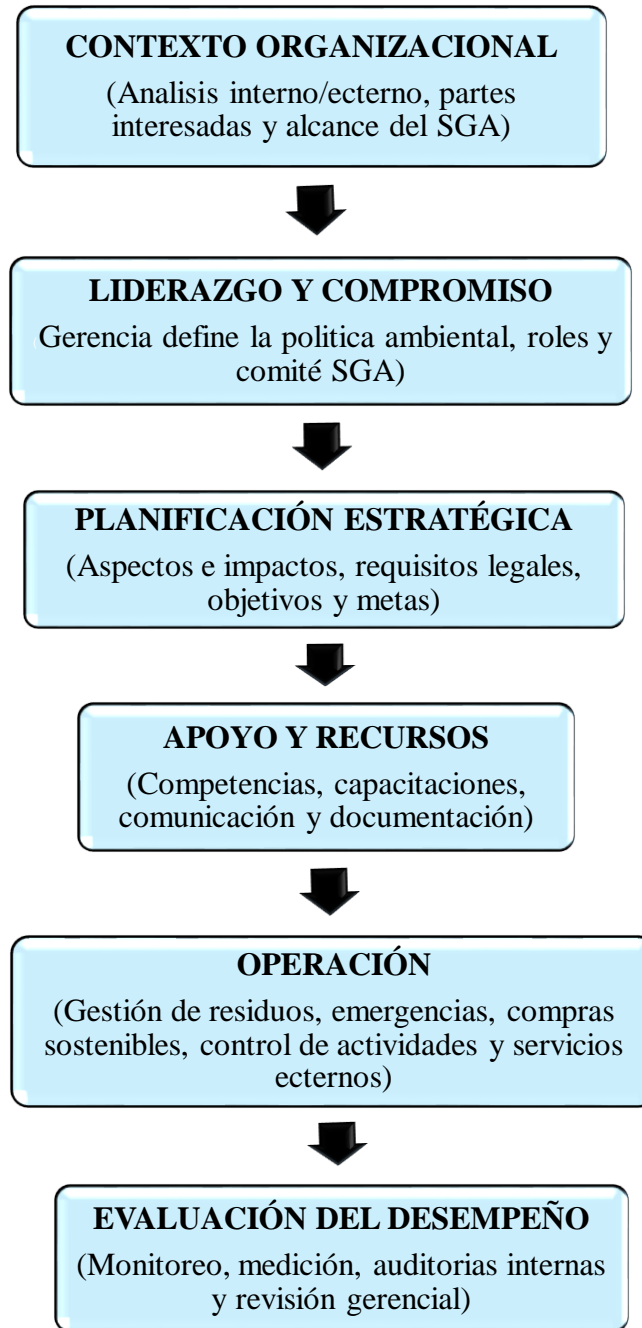 CONTEXTO ORGANIZACIONAL
(Analisis interno/ecterno, partes
interesadas y alcance del SGA)
LIDERAZGO Y COMPROMISO
Gerencia define la politica ambiental, roles y
comité SGA)
PLANIFICACIÓN ESTRATÉGICA
(Aspectos e impactos, requisitos legales,
objetivos y metas)
APOYO Y RECURSOS
(Competencias, capacitaciones,
comunicación y documentación)
OPERACIÓN
(Gestión de residuos, emergencias, compras
sostenibles, control de actividades y servicios
ecternos)
EVALUACIÓN DEL DESEMPEÑO
(Monitoreo, medición, auditorias internas
y revisión gerencial)